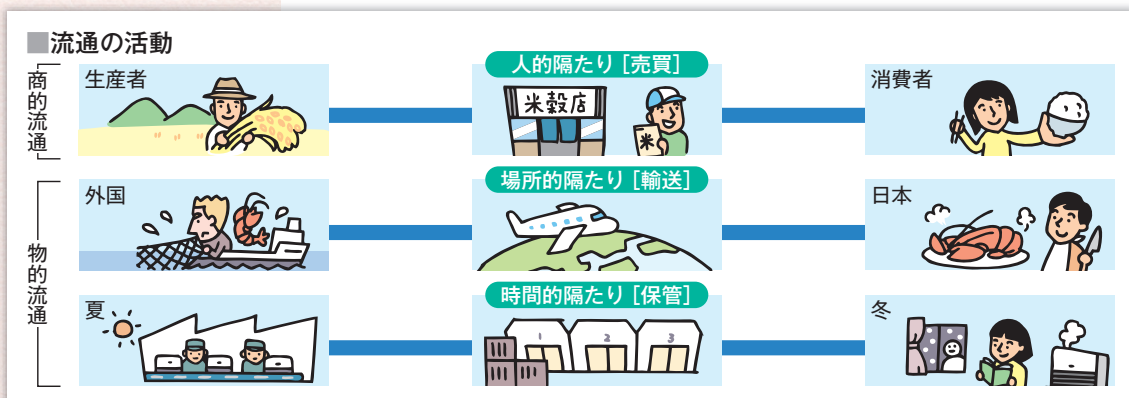 ■流通の活動
商的流通
生産者
人的隔たり［売買］
米穀店
米
消費者
物的流通
外国
場所的隔たり［輸送］
日本
夏
時間的隔たり［保管］
1 2 3
冬